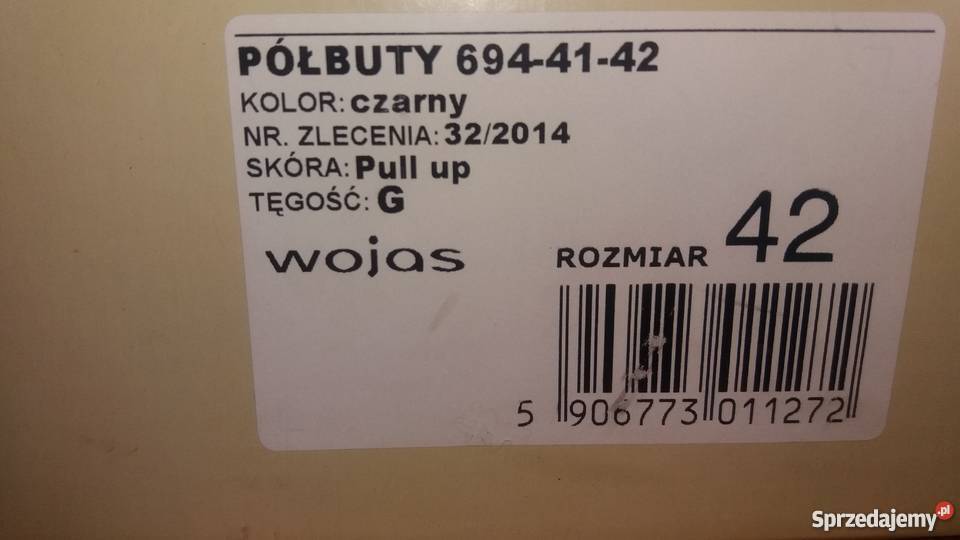 PÓŁBUTY 694-41-42
KOLOR: czarny
NR. ZLECENIA: 32/2014
SKÓRA: Pull up
TĘGOŚĆ: G
wojas
ROZMIAR 42
5 906773 011272
Sprzedajemy.pl